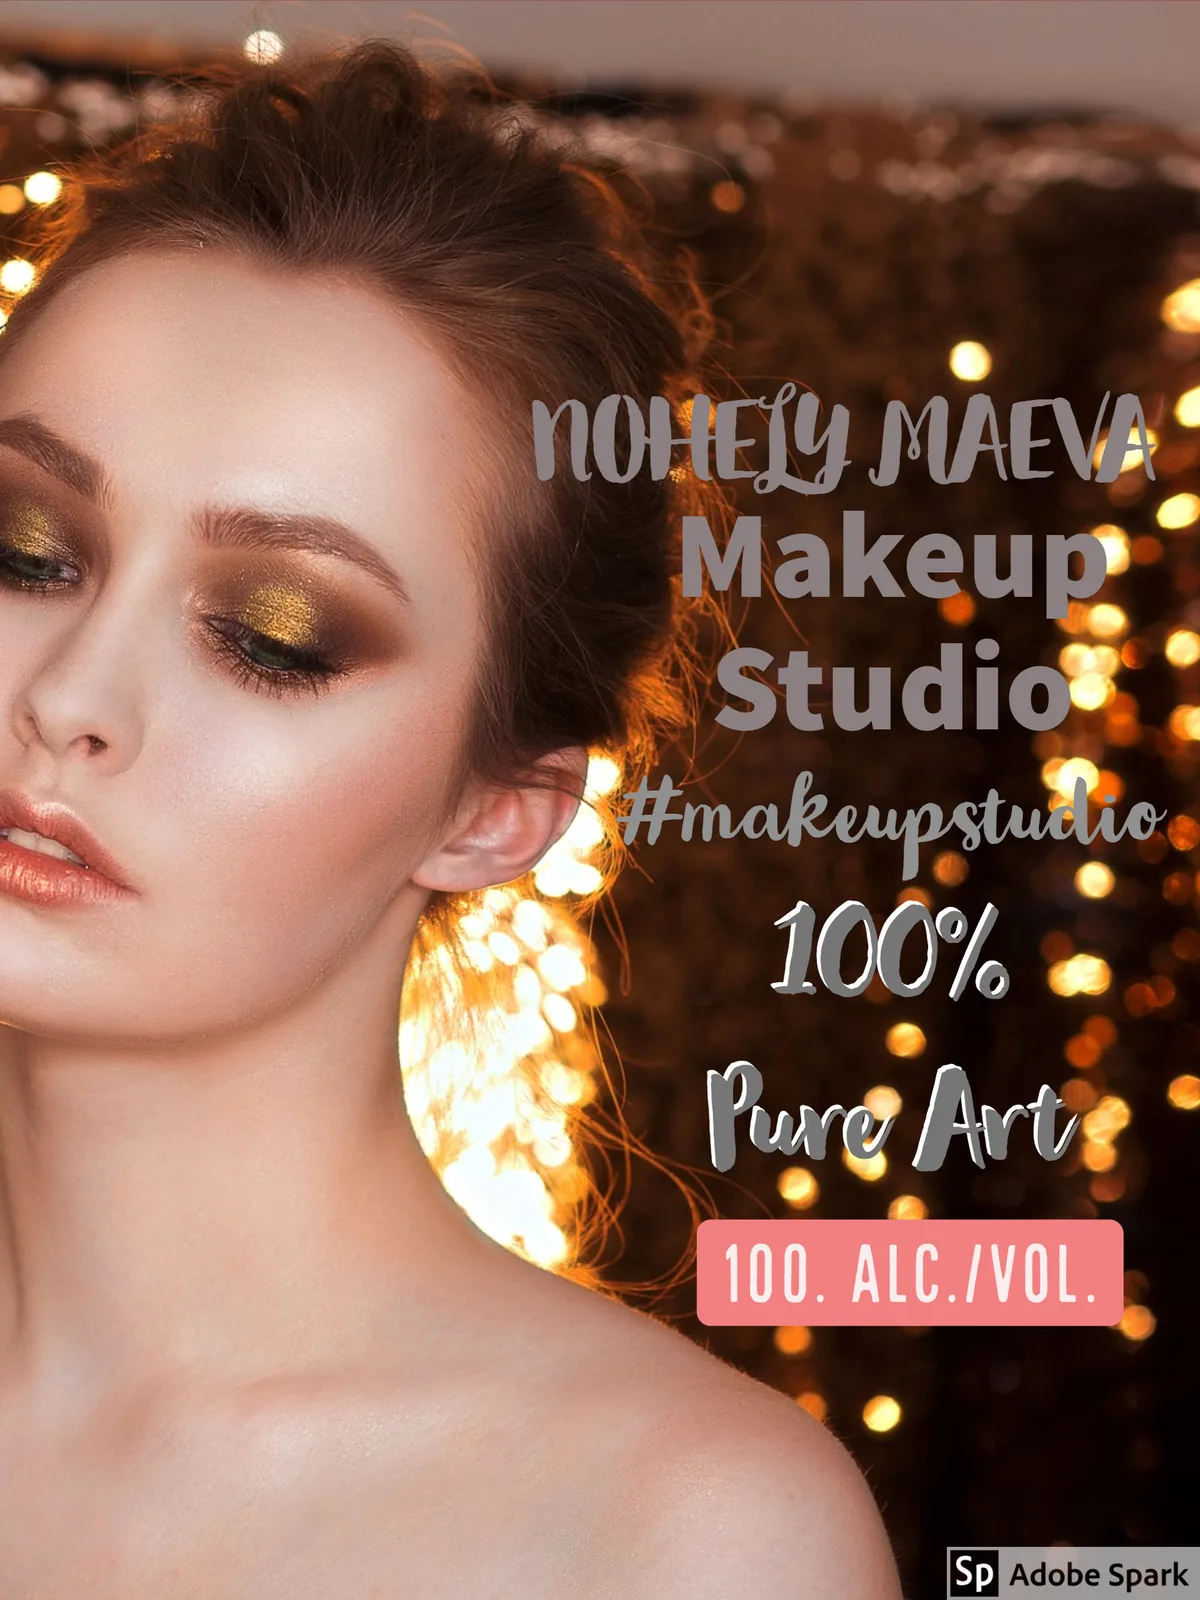 NOHELY MAEVA
Makeup
Studio
#makeupstudio
100%
Pure Art
100. ALC./VOL.
Sp Adobe Spark